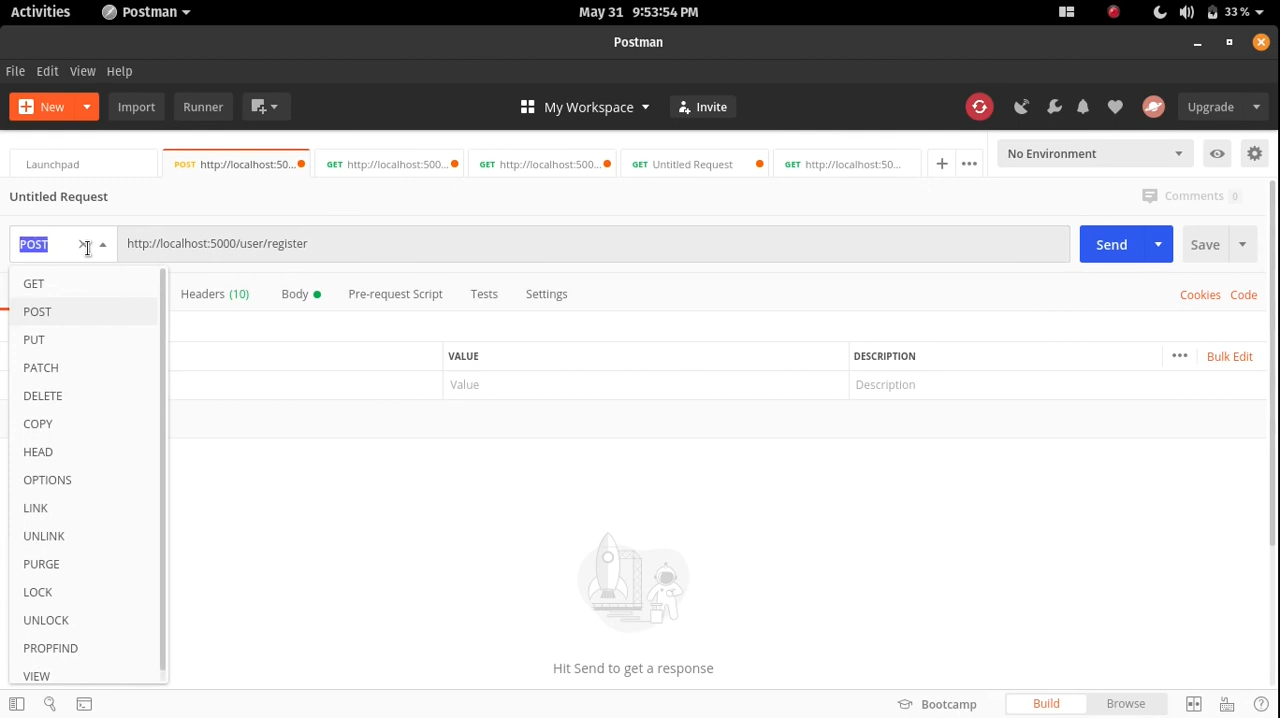 Activities Postman May 31 9:53:54 PM 33 %
Postman
File Edit View Help
New Import Runner My Workspace Invite Upgrade
Launchpad POST http://localhost:50... GET http://localhost:500... GET http://localhost:500... GET Untitled Request GET http://localhost:50... No Environment
Untitled Request Comments 0
POST http://localhost:5000/user/register Send Save
GET
Headers (10) Body Pre-request Script Tests Settings Cookies Code
POST
PUT
VALUE DESCRIPTION Bulk Edit
PATCH
Value Description
DELETE
COPY
HEAD
OPTIONS
LINK
UNLINK
PURGE
LOCK
UNLOCK
PROPFIND
Hit Send to get a response
VIEW
Bootcamp Build Browse